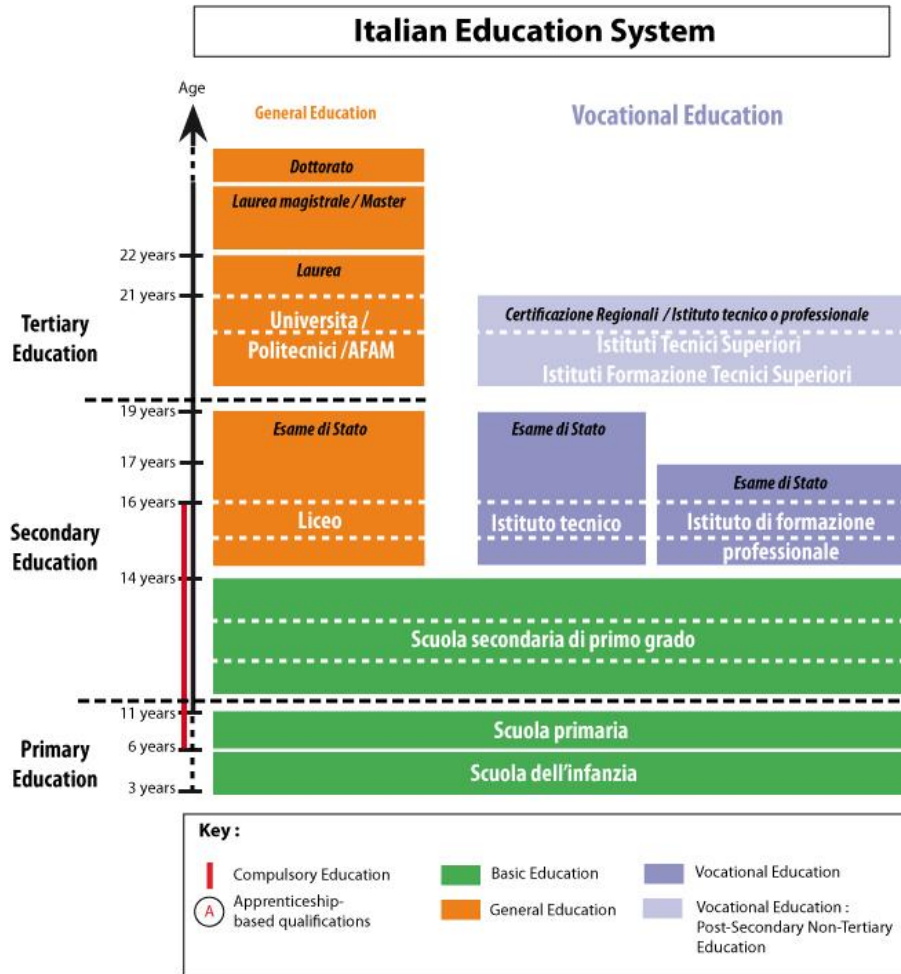 Italian Education System
Age
General Education
Vocational Education
Dottorato
Laurea magistrale / Master
22 years
Laurea
21 years
Tertiary
Education
Universita /
Politecnici /AFAM
Certificazione Regionali / Istituto tecnico o professionale
Istituti Tecnici Superiori
Istituti Formazione Tecnici Superiori
19 years
Esame di Stato
Esame di Stato
17 years
Esame di Stato
16 years
Secondary
Education
Liceo
Istituto tecnico
Istituto di formazione
professionale
14 years
Scuola secondaria di primo grado
11 years
Scuola primaria
6 years
Primary
Education
Scuola dell'infanzia
3 years
Key :
Compulsory Education
Basic Education
Vocational Education
A
Apprenticeship-
based qualifications
General Education
Vocational Education :
Post-Secondary Non-Tertiary
Education